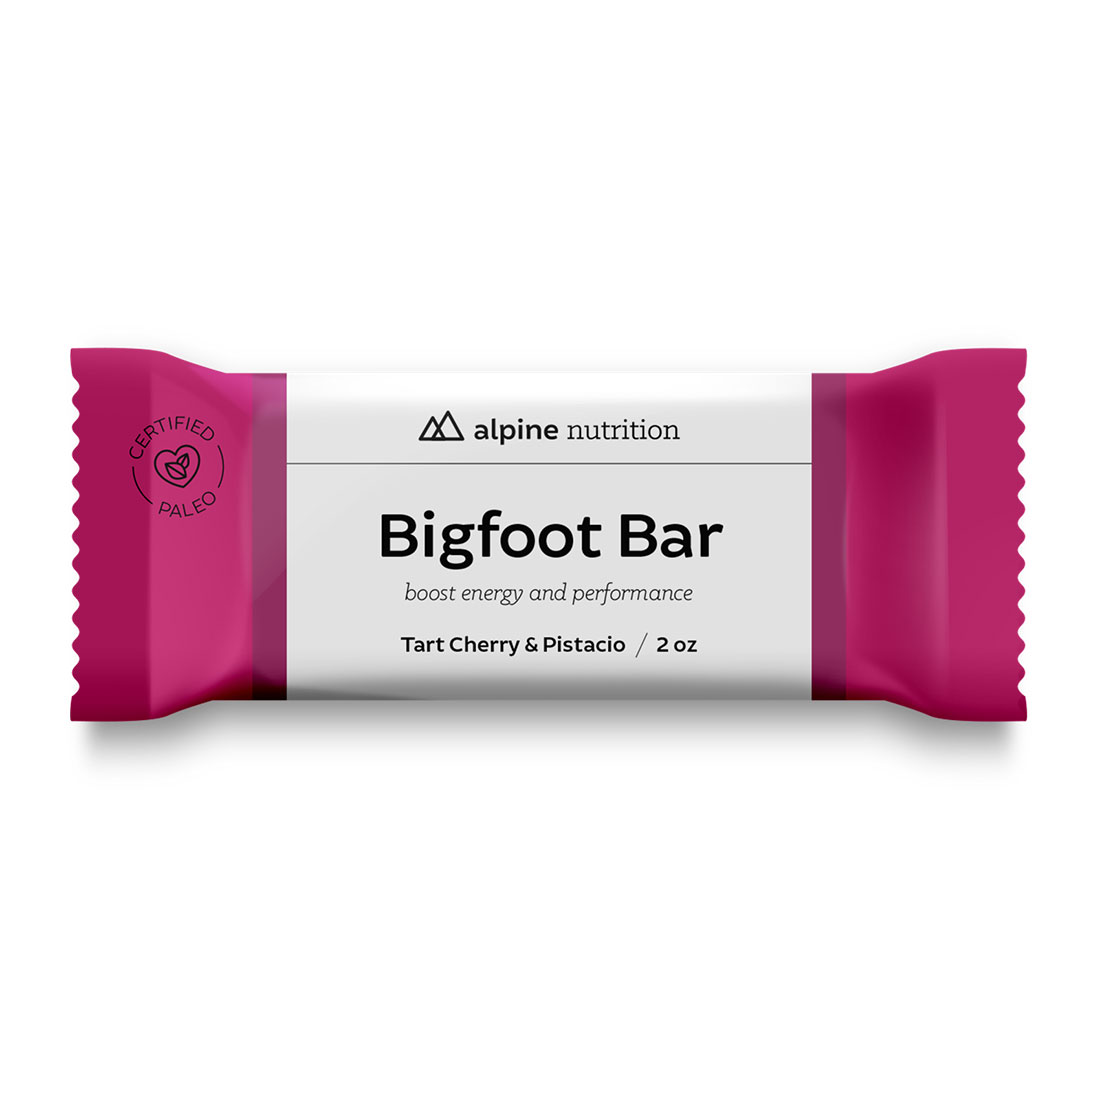 CERTIFIED
PALEO
alpine nutrition
Bigfoot Bar
boost energy and performance
Tart Cherry & Pistacio / 2 oz